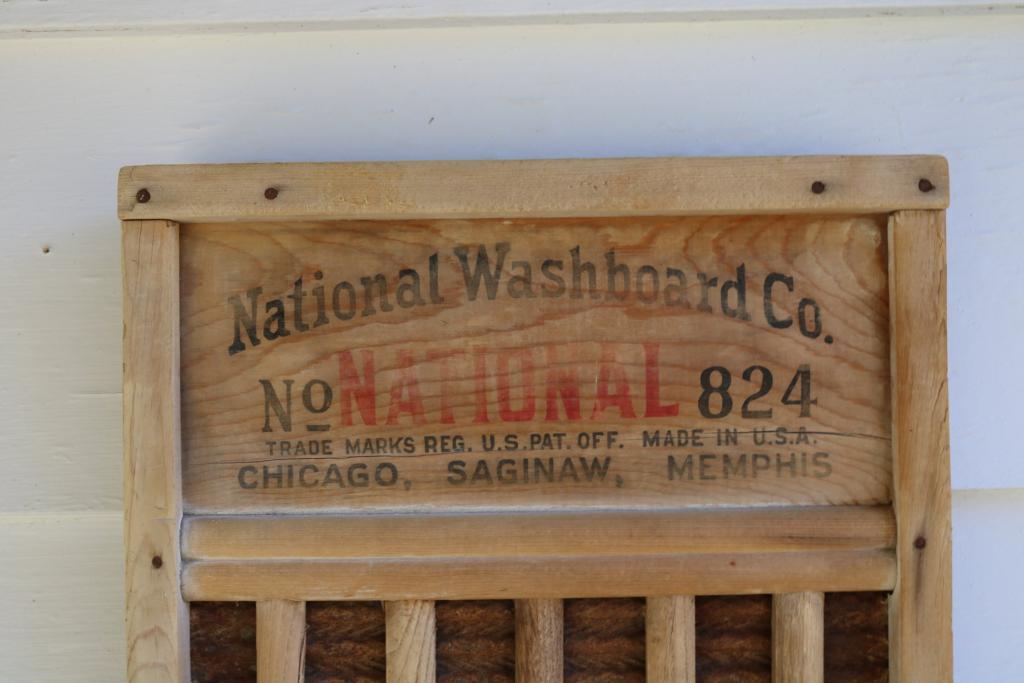 National Washboard Co.
No NATIONAL 824
TRADE MARKS REG. U.S. PAT. OFF. MADE IN U.S.A.
CHICAGO, SAGINAW, MEMPHIS